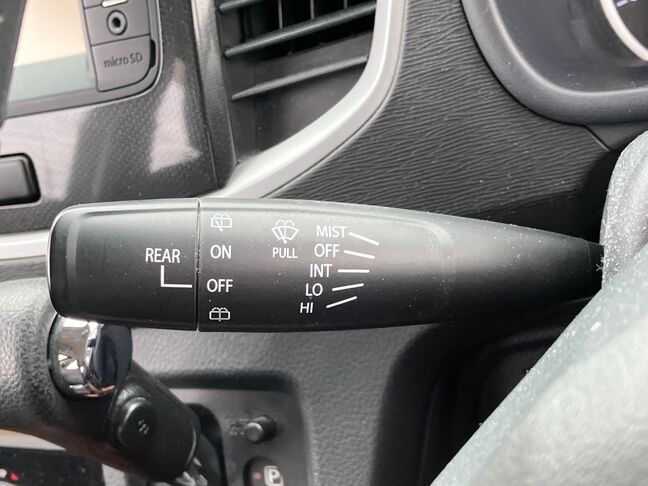 micro SD
MIST
REAR ON PULL OFF
OFF INT
LO
HI
S
P